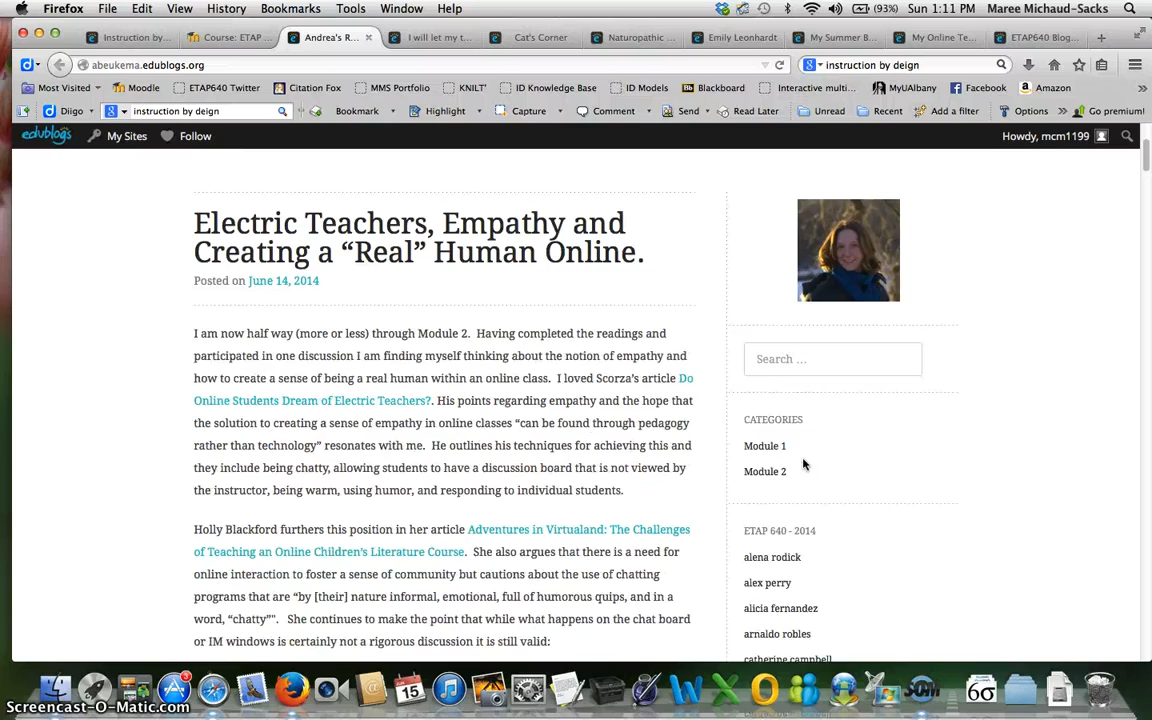 Firefox File Edit View History Bookmarks Tools Window Help (93%) Sun 1:11 PM Maree Michaud-Sacks
Instruction by... Course: ETAP ... Andrea's R... I will let my t... Cat's Corner Naturopathic ... Emily Leonhardt My Summer B... My Online Te... ETAP640 Blog...
abeukema.edublogs.org instruction by deign
Most Visited Moodle ETAP640 Twitter Citation Fox MMS Portfolio KNILT' ID Knowledge Base ID Models Blackboard Interactive multi... MyUAlbany Facebook Amazon
Diigo instruction by deign Bookmark Highlight Capture Comment Send Read Later Unread Recent Add a filter Options Go premium!
edublogs My Sites Follow Howdy, mcm1199
Electric Teachers, Empathy and
Creating a “Real” Human Online.
Posted on June 14, 2014
I am now half way (more or less) through Module 2. Having completed the readings and
participated in one discussion I am finding myself thinking about the notion of empathy and
how to create a sense of being a real human within an online class. I loved Scorza’s article Do
Online Students Dream of Electric Teachers?. His points regarding empathy and the hope that
the solution to creating a sense of empathy in online classes “can be found through pedagogy
rather than technology” resonates with me. He outlines his techniques for achieving this and
they include being chatty, allowing students to have a discussion board that is not viewed by
the instructor, being warm, using humor, and responding to individual students.
Holly Blackford furthers this position in her article Adventures in Virtualand: The Challenges
of Teaching an Online Children’s Literature Course. She also argues that there is a need for
online interaction to foster a sense of community but cautions about the use of chatting
programs that are “by [their] nature informal, emotional, full of humorous quips, and in a
word, “chatty”". She continues to make the point that while what happens on the chat board
or IM windows is certainly not a rigorous discussion it is still valid:
Search ...
CATEGORIES
Module 1
Module 2
ETAP 640 - 2014
alena rodick
alex perry
alicia fernandez
arnaldo robles
catherine campbell
Screencast-O-Matic.com